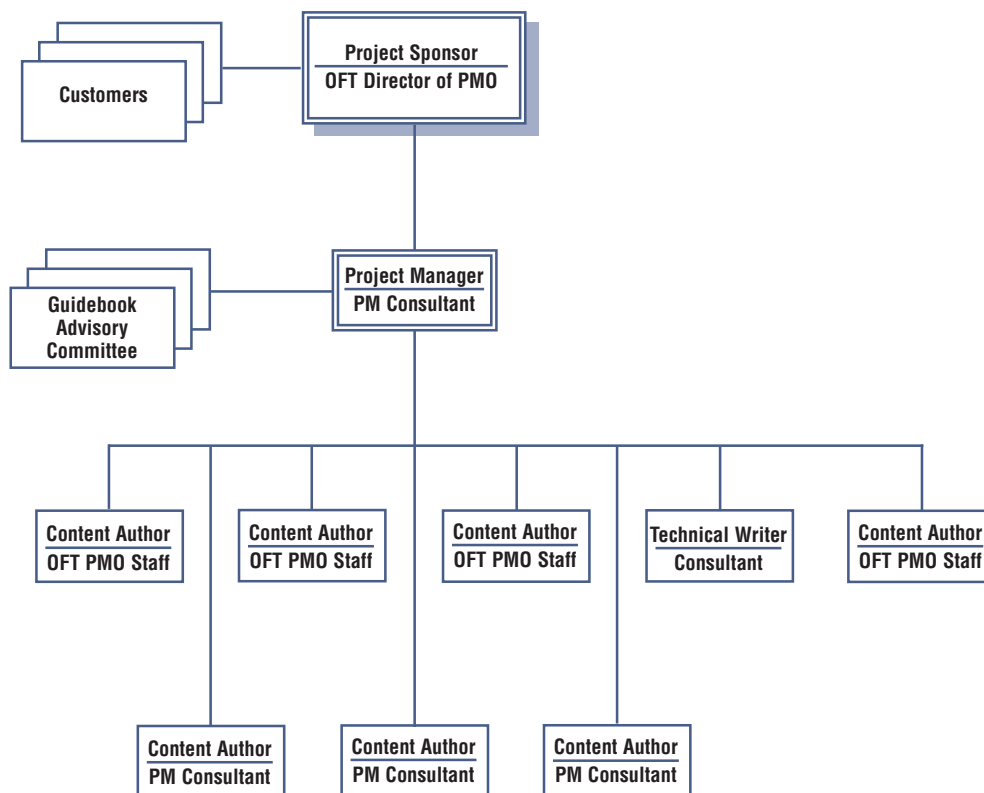 Project Sponsor
OFT Director of PMO
Customers
Project Manager
PM Consultant
Guidebook
Advisory
Committee
Content Author
OFT PMO Staff
Content Author
OFT PMO Staff
Content Author
OFT PMO Staff
Technical Writer
Consultant
Content Author
OFT PMO Staff
Content Author
PM Consultant
Content Author
PM Consultant
Content Author
PM Consultant